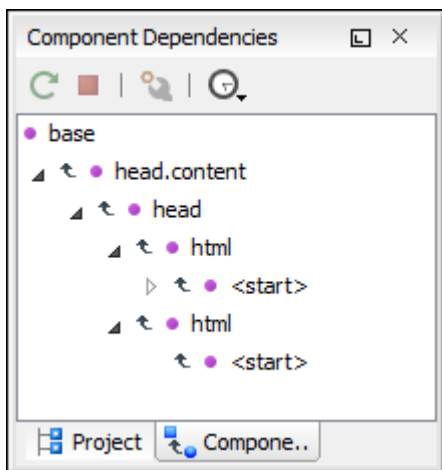 Component Dependencies
base
head.content
head
html
<start>
html
<start>
Project Compone..